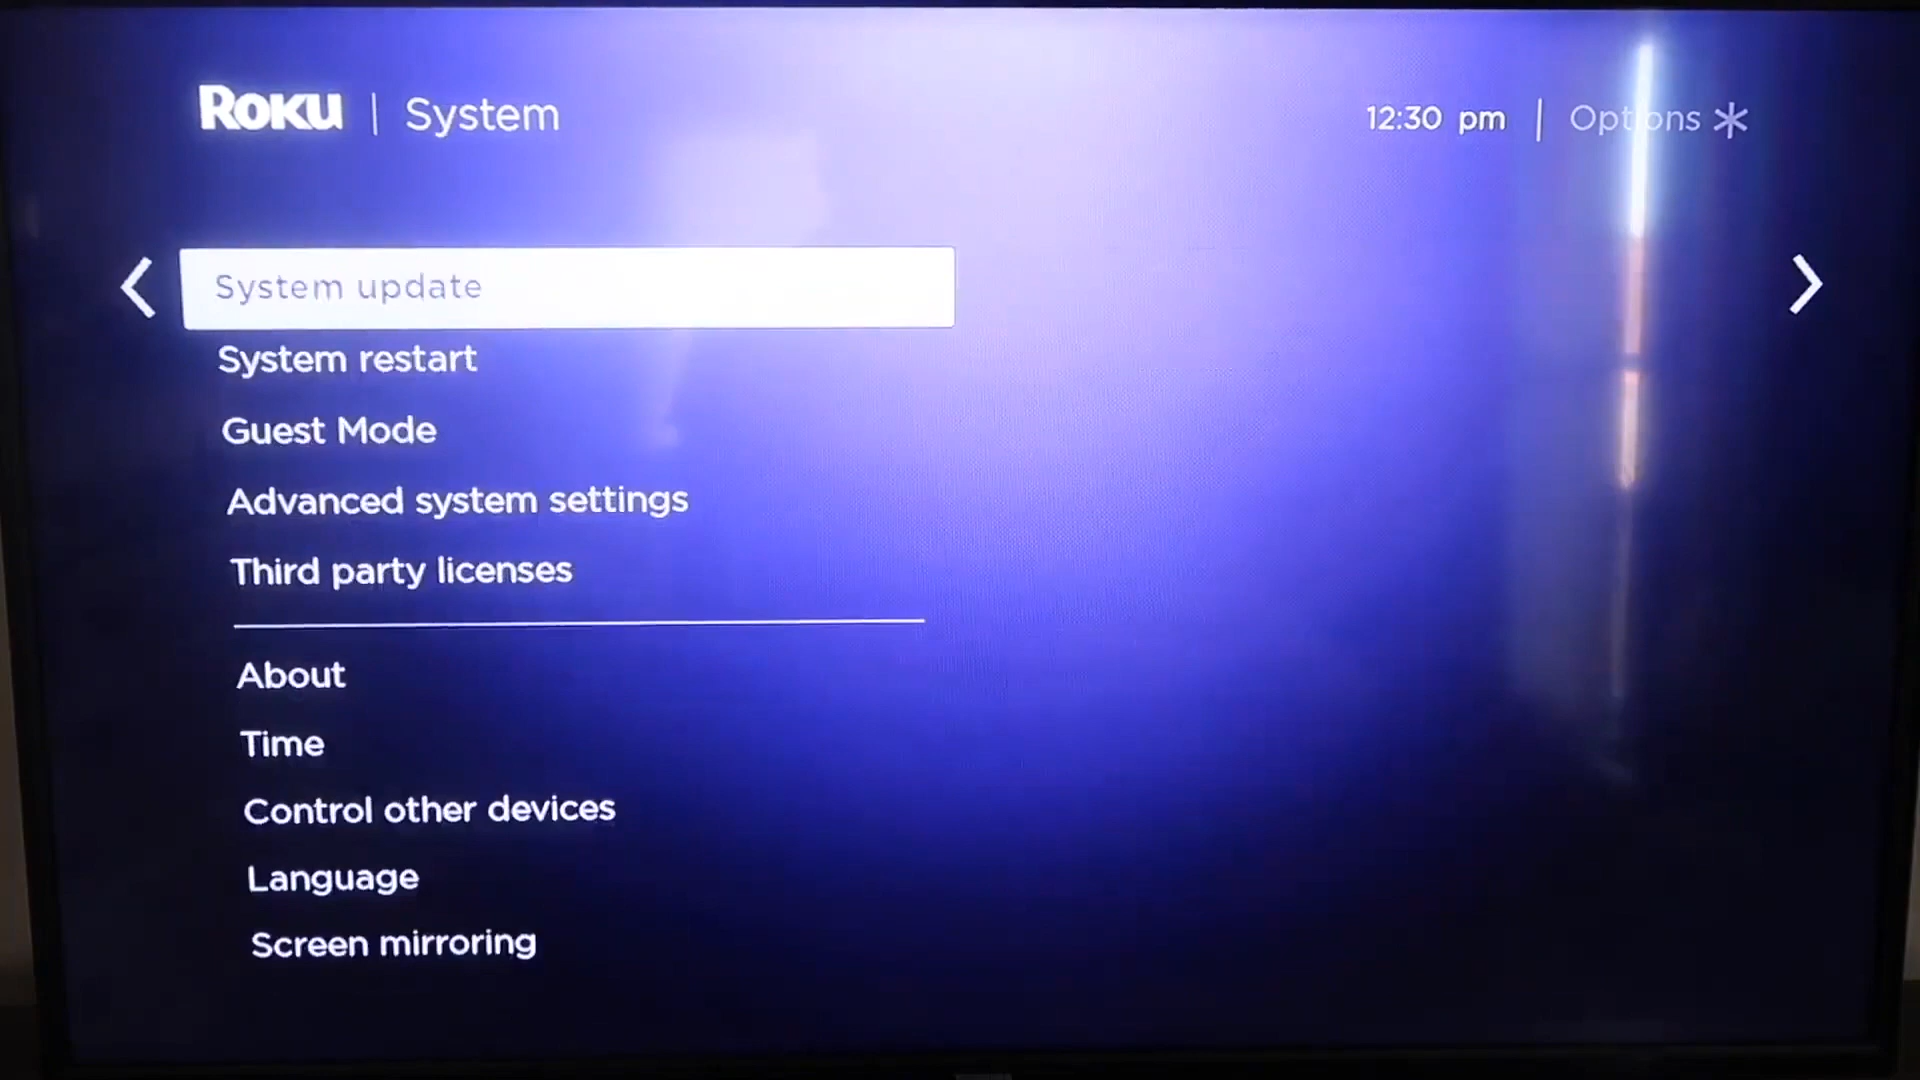 Roku | System
12:30 pm | Options *
System update
System restart
Guest Mode
Advanced system settings
Third party licenses
About
Time
Control other devices
Language
Screen mirroring